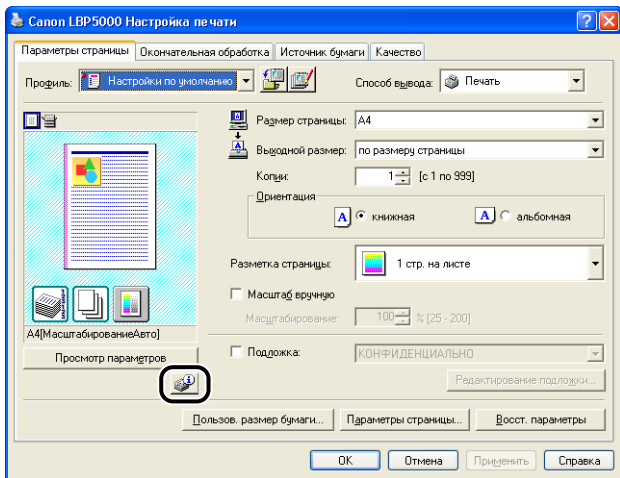 Canon LBP5000 Настройка печати
Параметры страницы Окончательная обработка Источник бумаги Качество
Профиль: Настройки по умолчанию Способ вывода: Печать
Размер страницы: A4
Выходной размер: по размеру страницы
Копии: 1 [с 1 по 999]
Ориентация
A книжная A альбомная
Разметка страницы: 1 стр. на листе
Масштаб вручную
Масштабирование: 100 % [25 - 200]
A4[МасштабированиеАвто]
Просмотр параметров
Подложка: КОНФИДЕНЦИАЛЬНО
Редактирование подложки...
Пользов. размер бумаги... Параметры страницы... Восст. параметры
OK Отмена Применить Справка